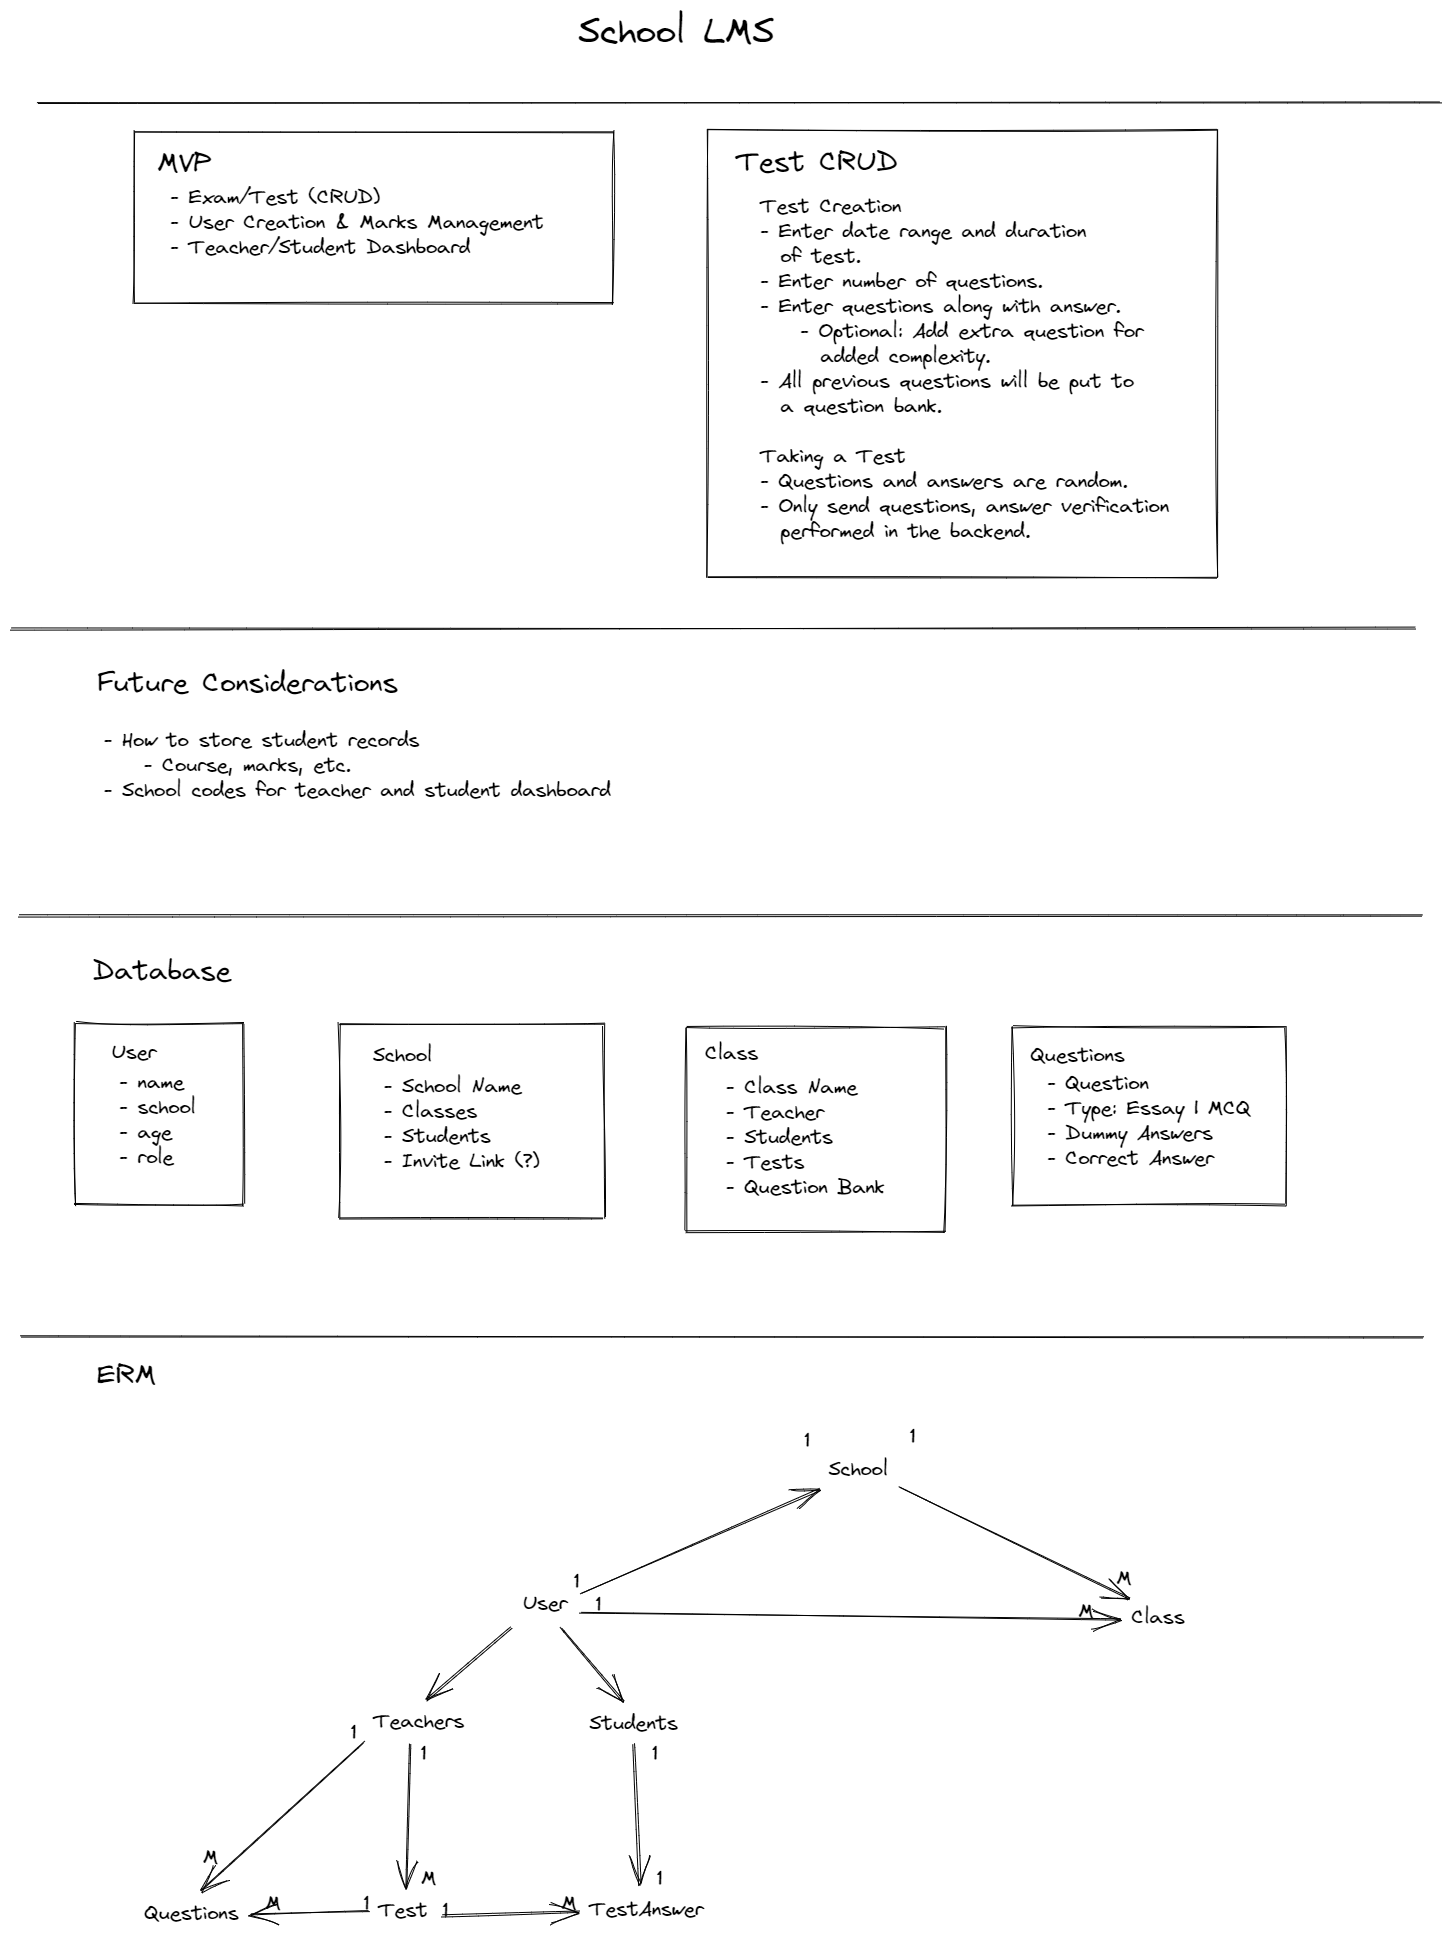 School LMS
MVP
- Exam/Test (CRUD)
- User Creation & Marks Management
- Teacher/Student Dashboard
Test CRUD
Test Creation
- Enter date range and duration
of test.
- Enter number of questions.
- Enter questions along with answer.
- Optional: Add extra question for
added complexity.
- All previous questions will be put to
a question bank.
Taking a Test
- Questions and answers are random.
- Only send questions, answer verification
performed in the backend.
Future Considerations
- How to store student records
- Course, marks, etc.
- School codes for teacher and student dashboard
Database
User
- name
- school
- age
- role
School
- School Name
- Classes
- Students
- Invite Link (?)
Class
- Class Name
- Teacher
- Students
- Tests
- Question Bank
Questions
- Question
- Type: Essay | MCQ
- Dummy Answers
- Correct Answer
ERM
1 1
School
1 M
User 1 M Class
1 Teachers Students
1 1
M M 1
Questions M 1 Test 1 M TestAnswer